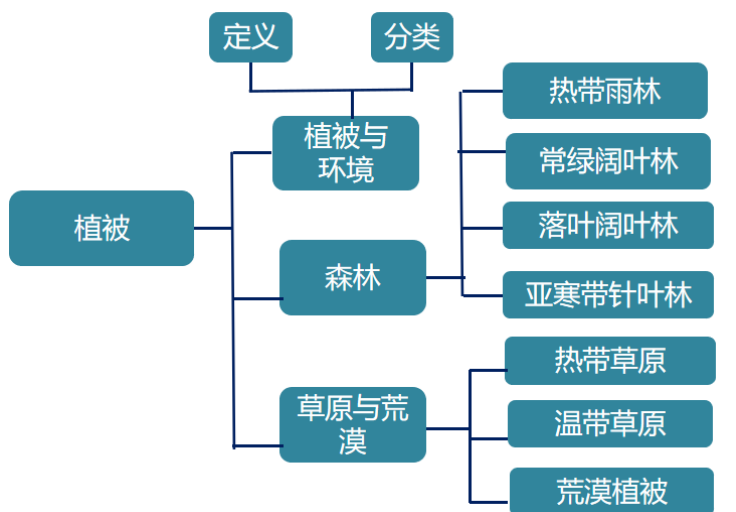 定义
分类
植被与
环境
植被
森林
草原与荒
漠
热带雨林
常绿阔叶林
落叶阔叶林
亚寒带针叶林
热带草原
温带草原
荒漠植被